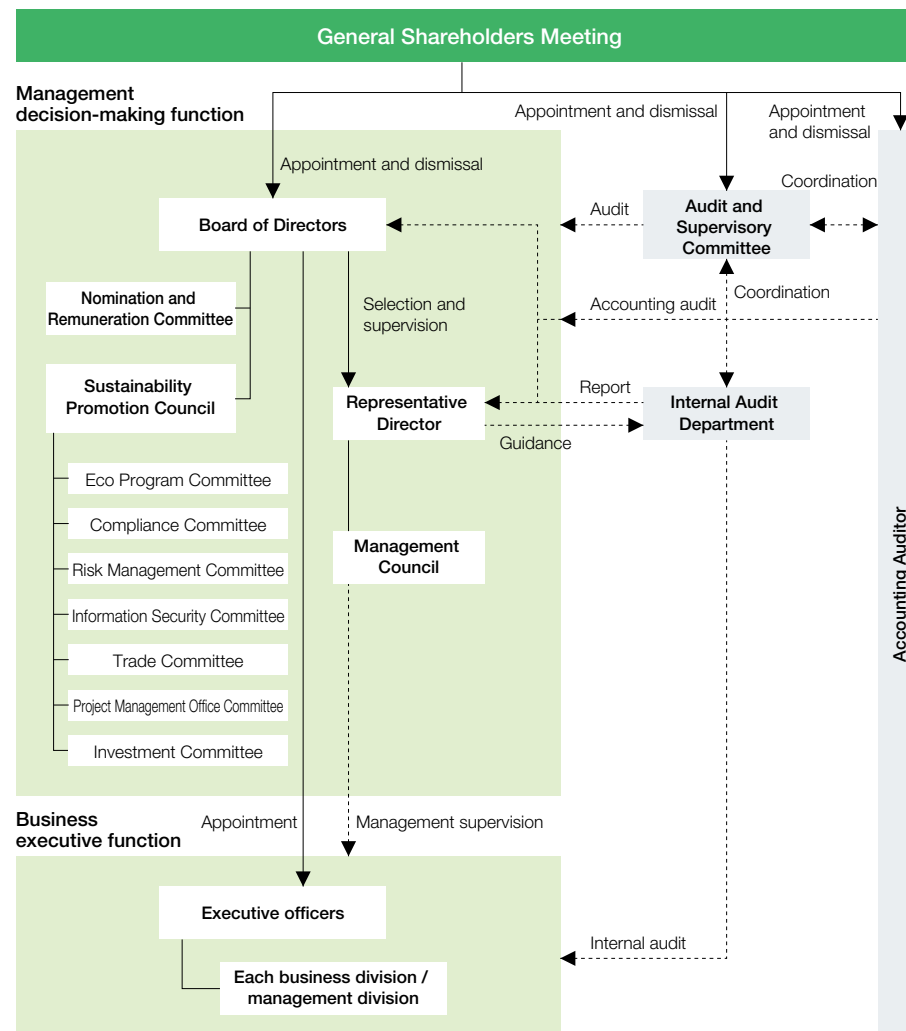 General Shareholders Meeting
Management
decision-making function
Appointment and dismissal
Appointment
and dismissal
Appointment and dismissal
Coordination
Board of Directors
Audit
Audit and
Supervisory
Committee
Nomination and
Remuneration Committee
Selection and
supervision
Accounting audit
Coordination
Sustainability
Promotion Council
Representative
Director
Report
Guidance
Internal Audit
Department
Eco Program Committee
Compliance Committee
Risk Management Committee
Information Security Committee
Trade Committee
Project Management Office Committee
Investment Committee
Management
Council
Accounting Auditor
Business
executive function
Appointment
Management supervision
Executive officers
Internal audit
Each business division /
management division